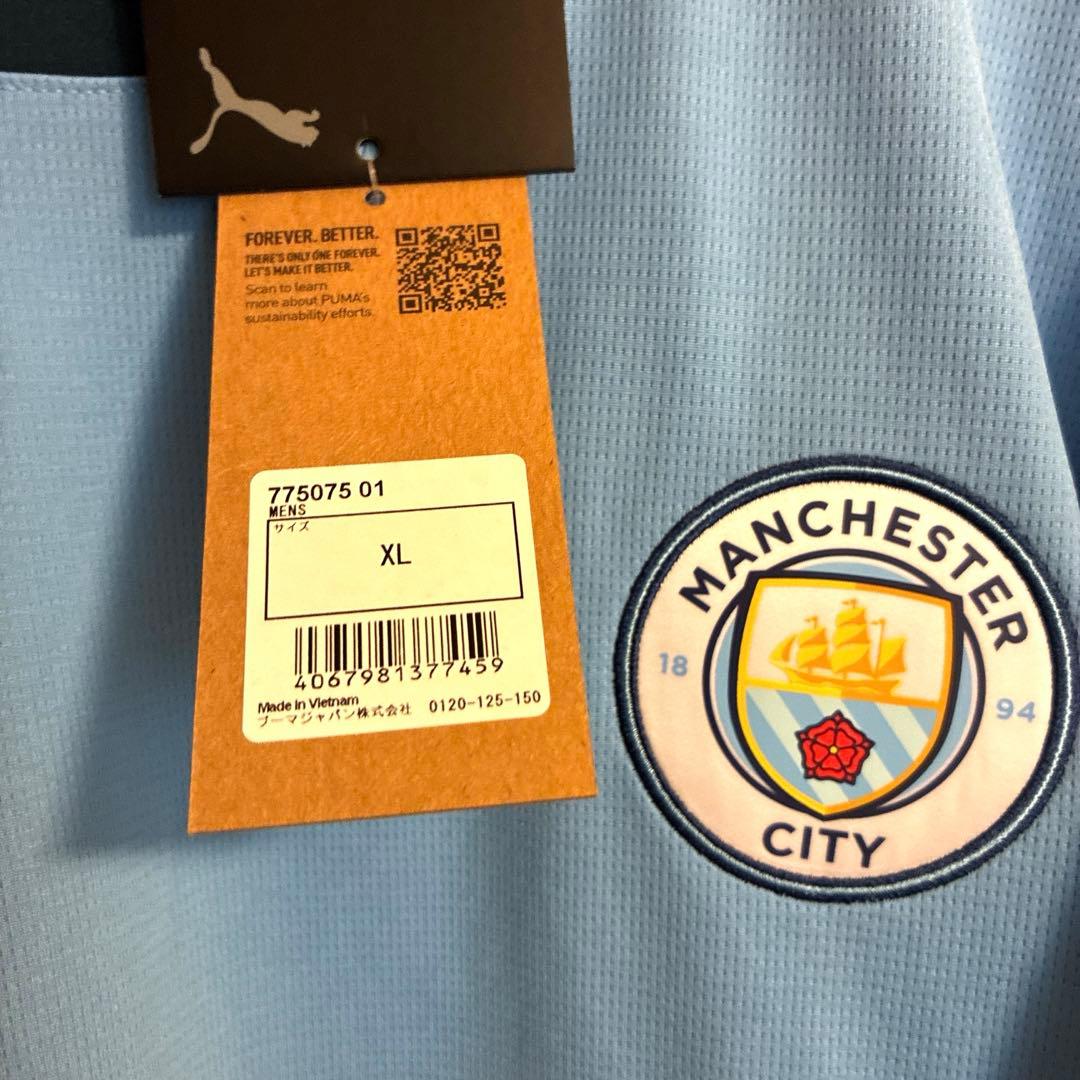 FOREVER. BETTER.
THERE'S ONLY ONE FOREVER.
LET'S MAKE IT BETTER.
Scan to learn
more about PUMA's
sustainability efforts.
775075 01
MENS
サイズ
XL
4067981377459
Made in Vietnam
プーマジャパン株式会社 0120-125-150
MANCHESTER
18 94
CITY